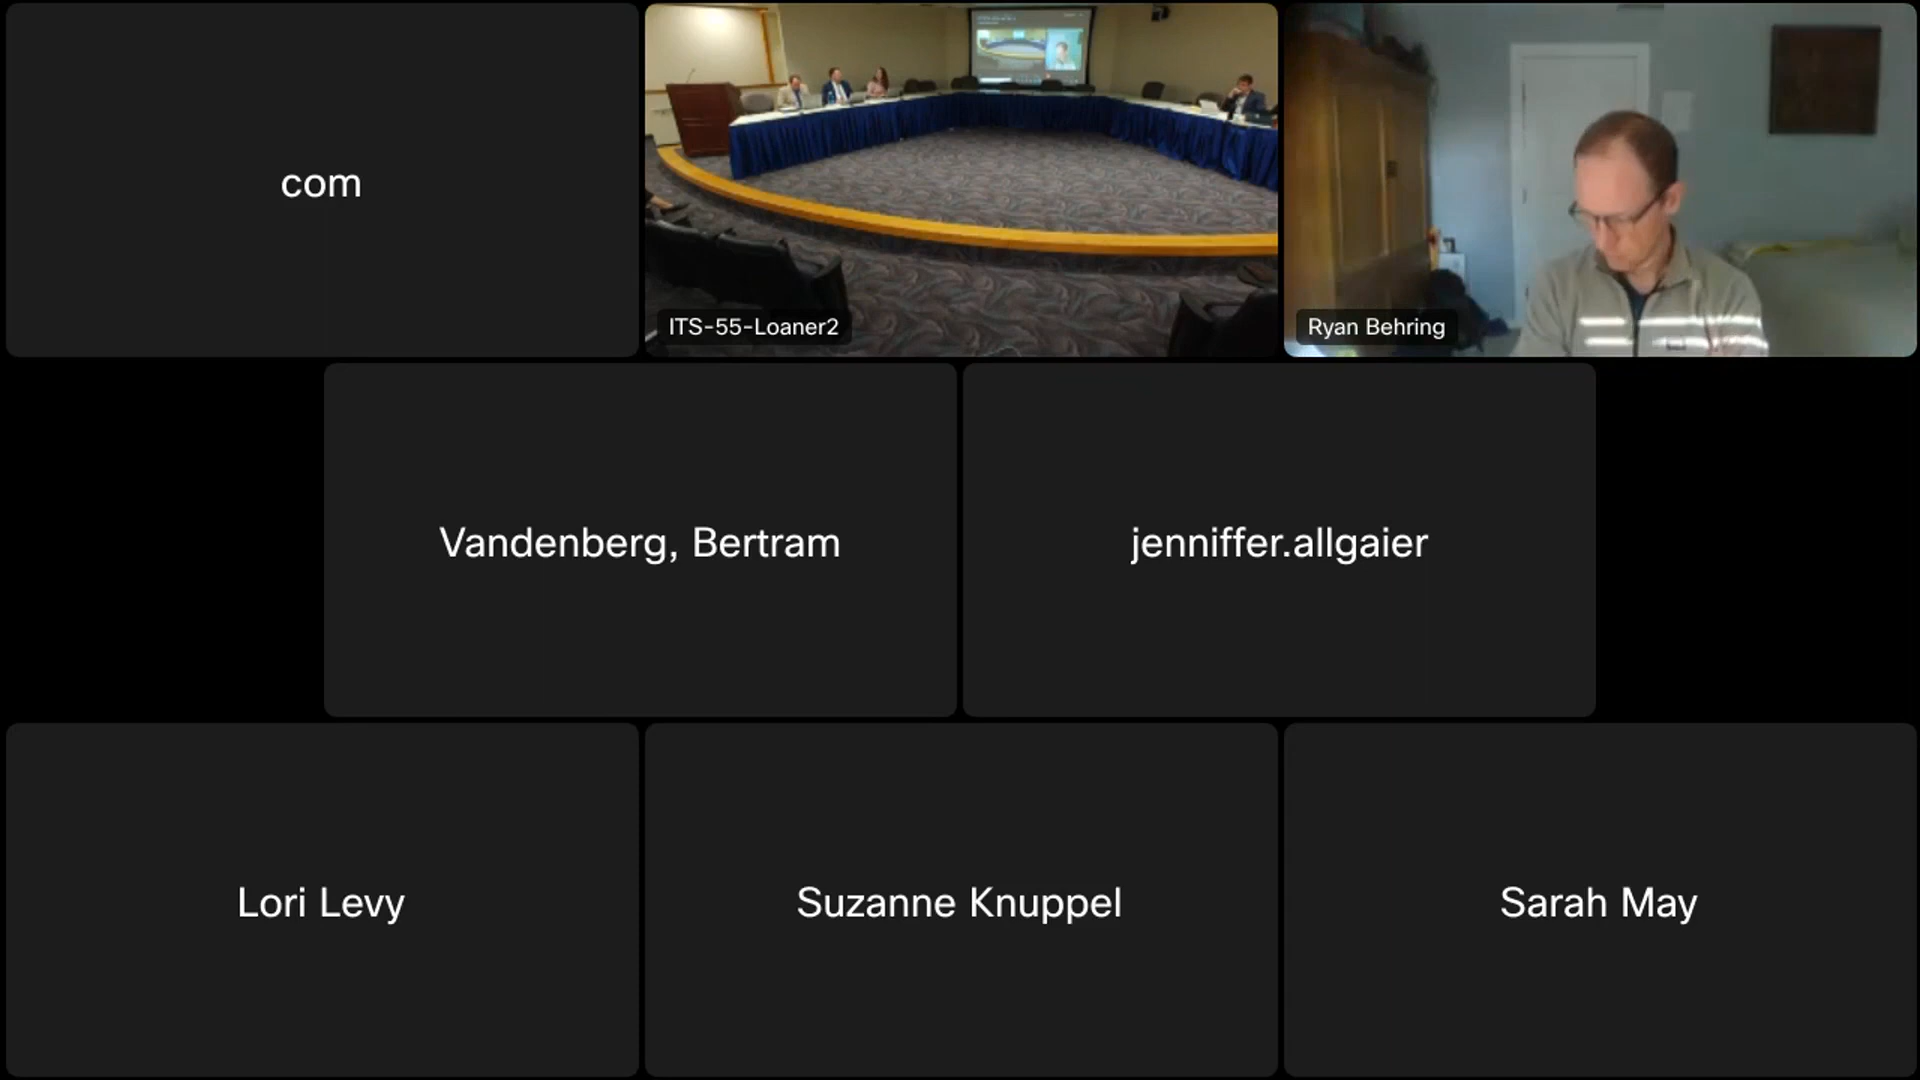 com
ITS-55-Loaner2
Ryan Behring
Vandenberg, Bertram
jenniffer.allgaier
Lori Levy
Suzanne Knuppel
Sarah May